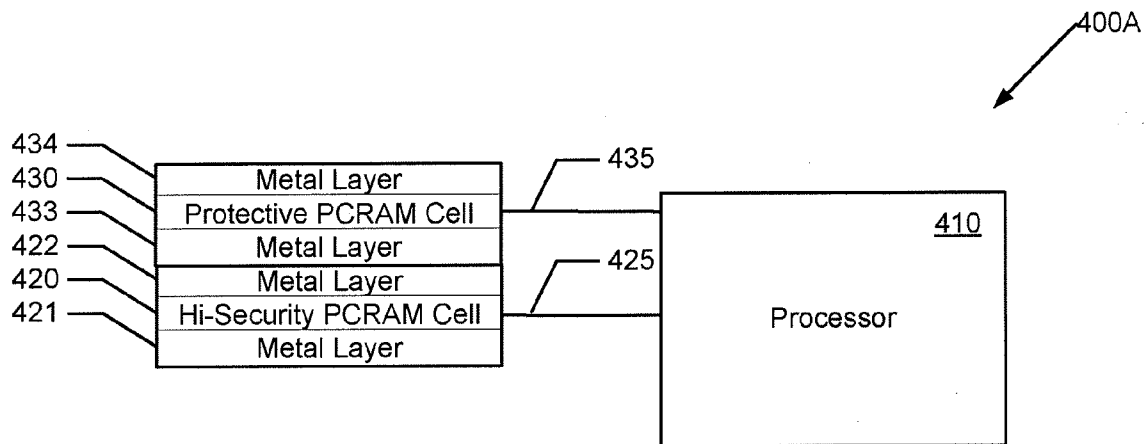 400A
434 Metal Layer 435
430 Protective PCRAM Cell
433 Metal Layer 410
422 Metal Layer 425
420 Hi-Security PCRAM Cell Processor
421 Metal Layer